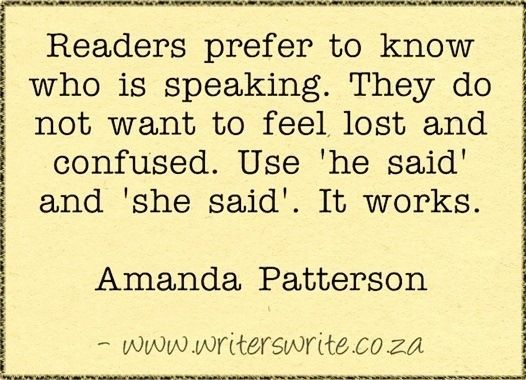 Readers prefer to know
who is speaking. They do
not want to feel lost and
confused. Use 'he said'
and 'she said'. It works.
Amanda Patterson
- www.writerswrite.co.za